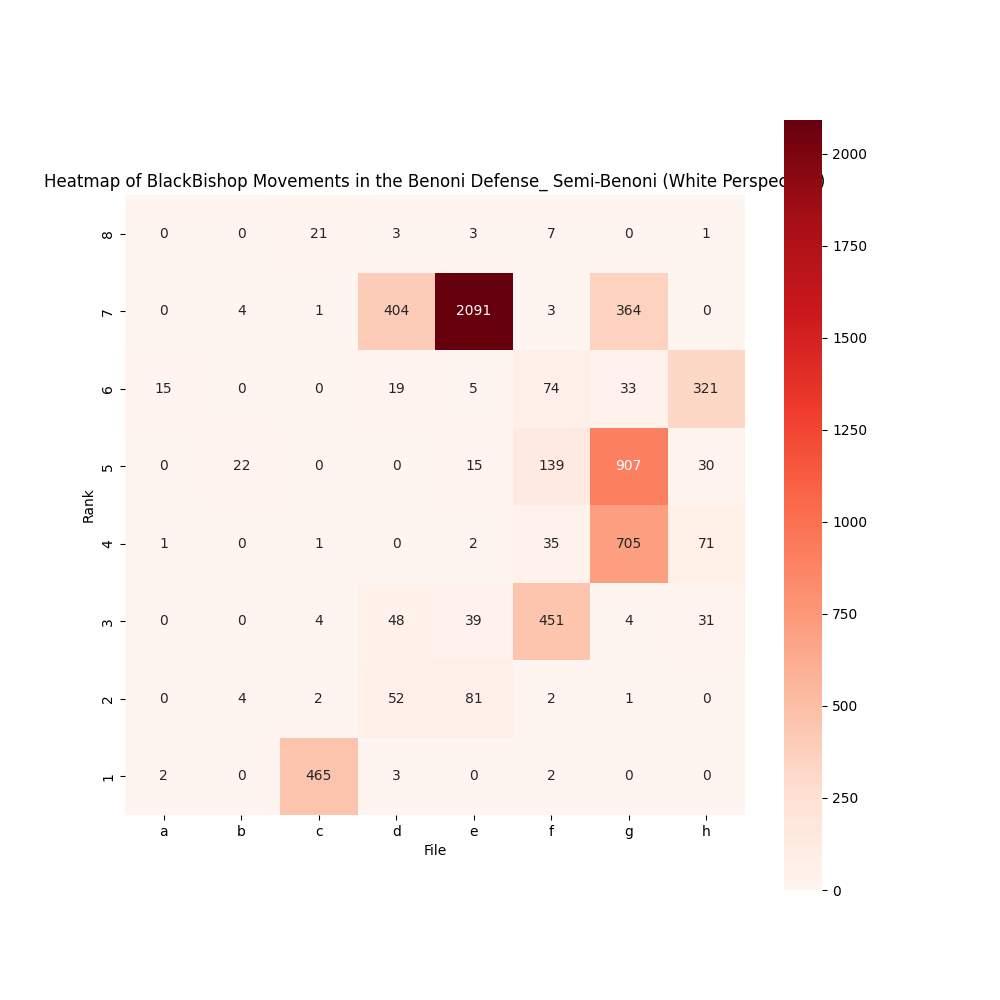 Heatmap of BlackBishop Movements in the Benoni Defense_ Semi-Benoni (White Perspec )
2000
1750
1500
1250
1000
750
500
250
0
Rank
8 0 0 21 3 3 7 0 1
7 0 4 1 404 2091 3 364 0
6 15 0 0 19 5 74 33 321
5 0 22 0 0 15 139 907 30
4 1 0 1 0 2 35 705 71
3 0 0 4 48 39 451 4 31
2 0 4 2 52 81 2 1 0
1 2 0 465 3 0 2 0 0
a b c d e f g h
File